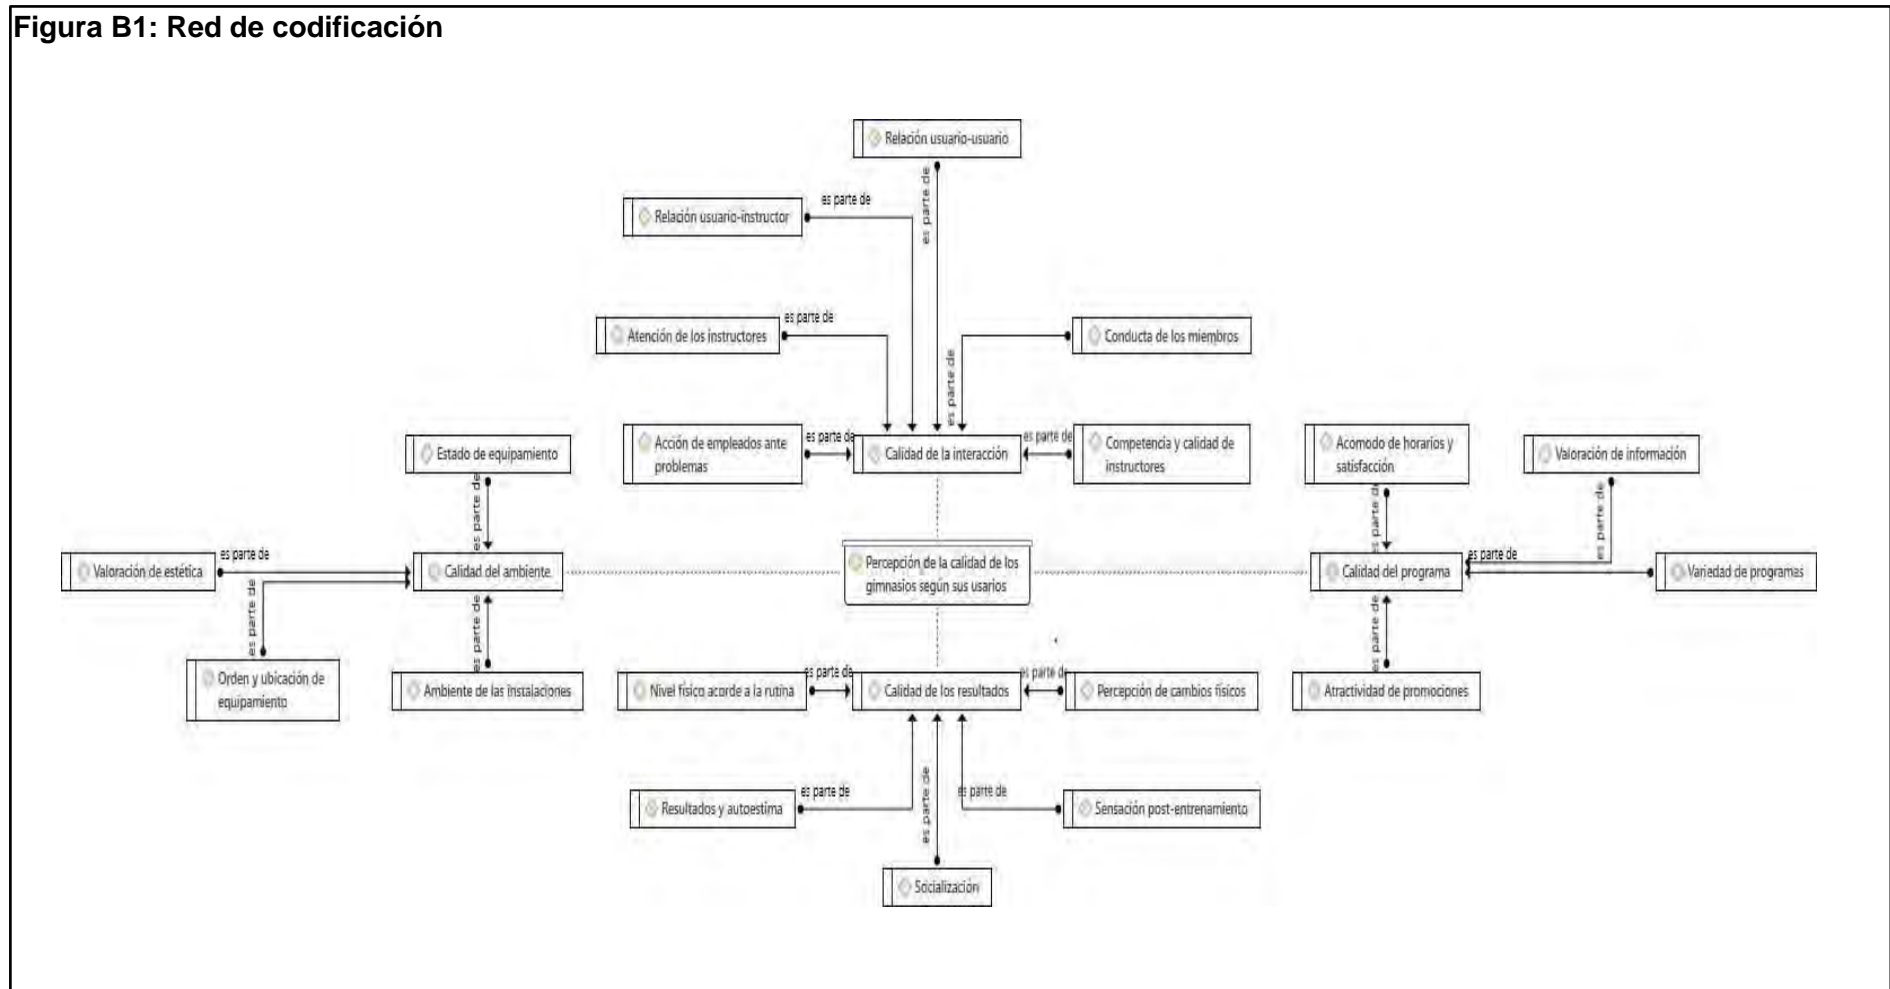 Figura B1: Red de codificación
Relación usuario-usuario
es parte de
es parte de
Relación usuario-instructor
es parte de
Atención de los instructores
Conducta de los miembros
es parte de
Acción de empleados ante
problemas
es parte de
Calidad de la interacción
es parte de
Competencia y calidad de
instructores
Estado de equipamiento
es parte de
Acomodo de horarios y
satisfacción
es parte de
Valoración de información
es parte de
Valoración de estética
es parte de
Calidad del ambiente
Percepción de la calidad de los
gimnasios según sus usarios
Calidad del programa
es parte de
Variedad de programas
es parte de
es parte de
es parte de
Orden y ubicación de
equipamiento
Ambiente de las instalaciones
Nivel físico acorde a la rutina
es parte de
Calidad de los resultados
es parte de
Percepción de cambios físicos
Atractividad de promociones
Resultados y autoestima
es parte de
es parte de
es parte de
Sensación post-entrenamiento
Socialización